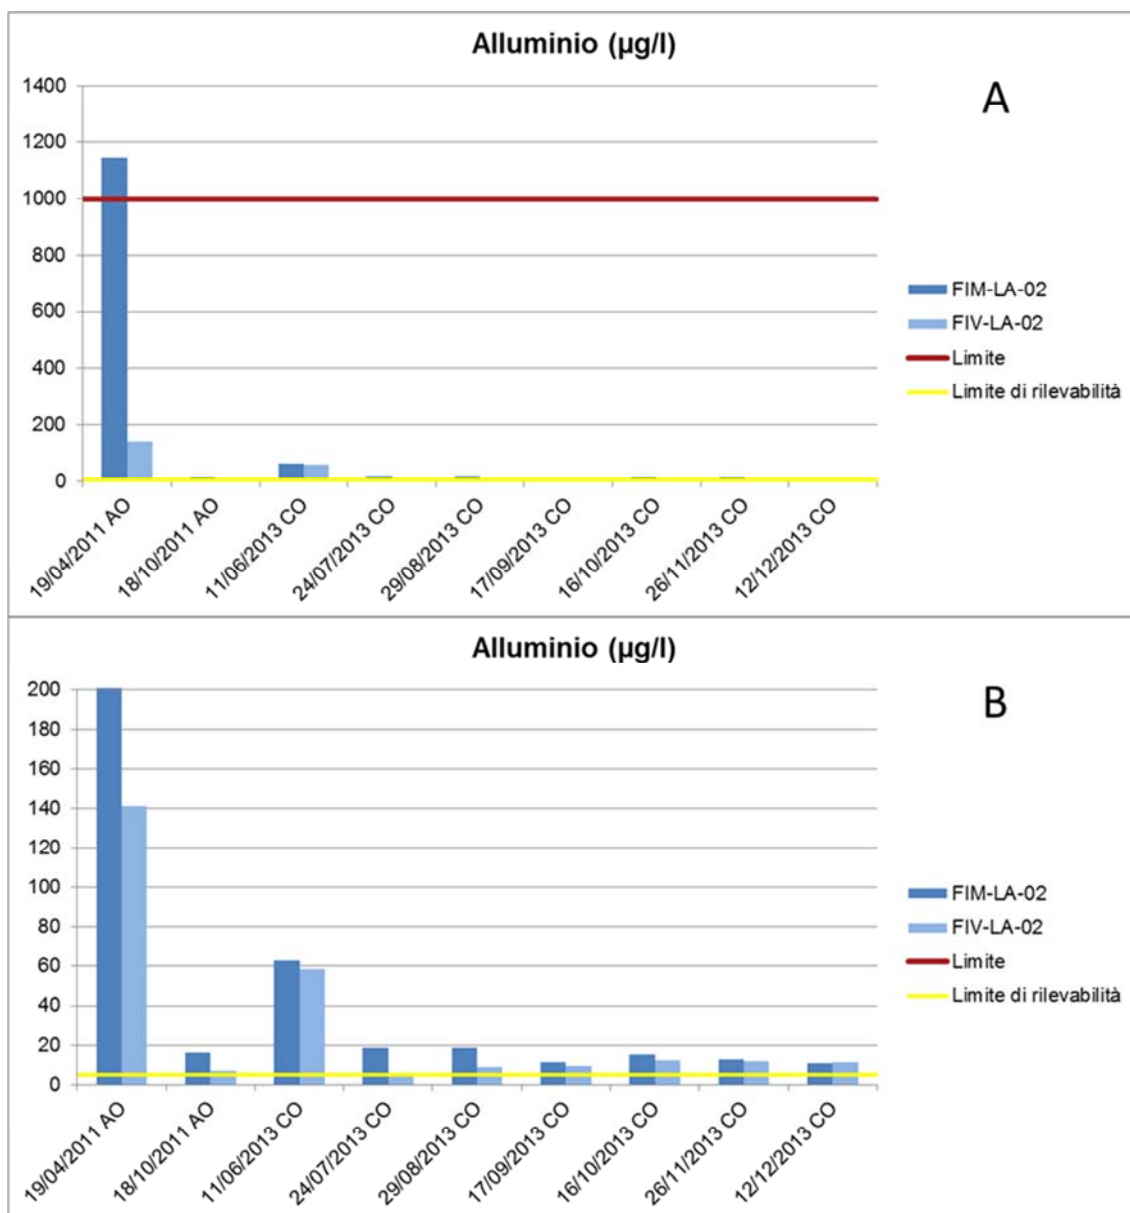 Alluminio (µg/l)
A
1400
1200
1000
800
600
400
200
0
FIM-LA-02
FIV-LA-02
Limite
Limite di rilevabilità
19/04/2011 AO
18/10/2011 AO
11/06/2013 CO
24/07/2013 CO
29/08/2013 CO
17/09/2013 CO
16/10/2013 CO
26/11/2013 CO
12/12/2013 CO
Alluminio (µg/l)
B
200
180
160
140
120
100
80
60
40
20
0
FIM-LA-02
FIV-LA-02
Limite
Limite di rilevabilità
19/04/2011 AO
18/10/2011 AO
11/06/2013 CO
24/07/2013 CO
29/08/2013 CO
17/09/2013 CO
16/10/2013 CO
26/11/2013 CO
12/12/2013 CO